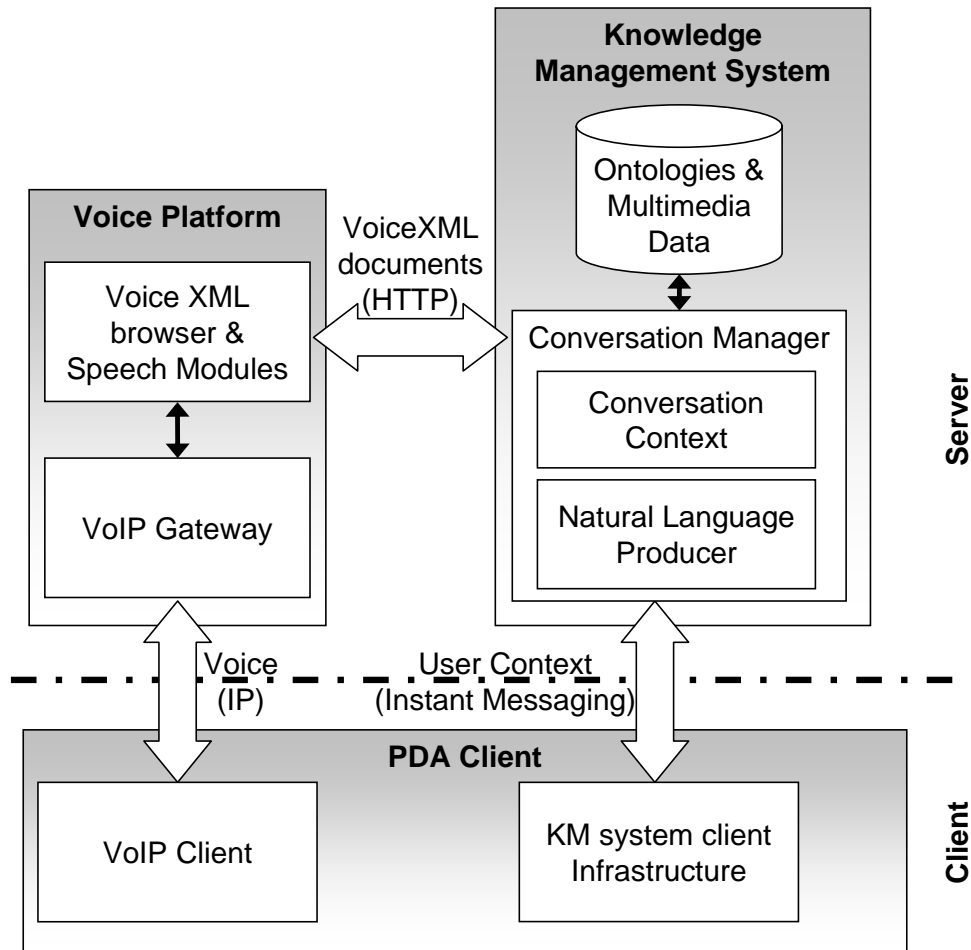 Knowledge
Management System
Ontologies &
Multimedia
Data
Voice Platform
VoiceXML
documents
(HTTP)
Voice XML
browser &
Speech Modules
Conversation Manager
Conversation
Context
Natural Language
Producer
VoIP Gateway
Server
Voice
(IP)
User Context
(Instant Messaging)
PDA Client
VoIP Client
KM system client
Infrastructure
Client